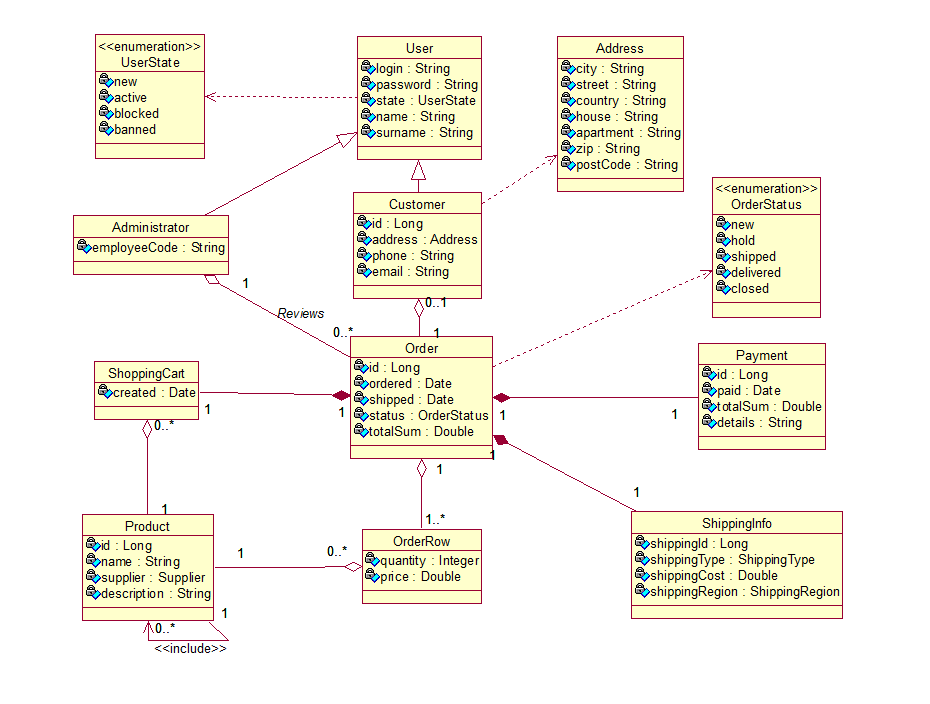 <<enumeration>>
UserState
new
active
blocked
banned
User
login : String
password : String
state : UserState
name : String
surname : String
Address
city : String
street : String
country : String
house : String
apartment : String
zip : String
postCode : String
<<enumeration>>
OrderStatus
new
hold
shipped
delivered
closed
Administrator
employeeCode : String
Customer
id : Long
address : Address
phone : String
email : String
1
Reviews
0..*
0..1
1
Order
id : Long
ordered : Date
shipped : Date
status : OrderStatus
totalSum : Double
ShoppingCart
created : Date
1
1
0..*
1
Payment
id : Long
paid : Date
totalSum : Double
details : String
1
1
1
1
ShippingInfo
shippingId : Long
shippingType : ShippingType
shippingCost : Double
shippingRegion : ShippingRegion
1
1..*
OrderRow
quantity : Integer
price : Double
Product
id : Long
name : String
supplier : Supplier
description : String
1
0..*
1
0..*
<<include>>